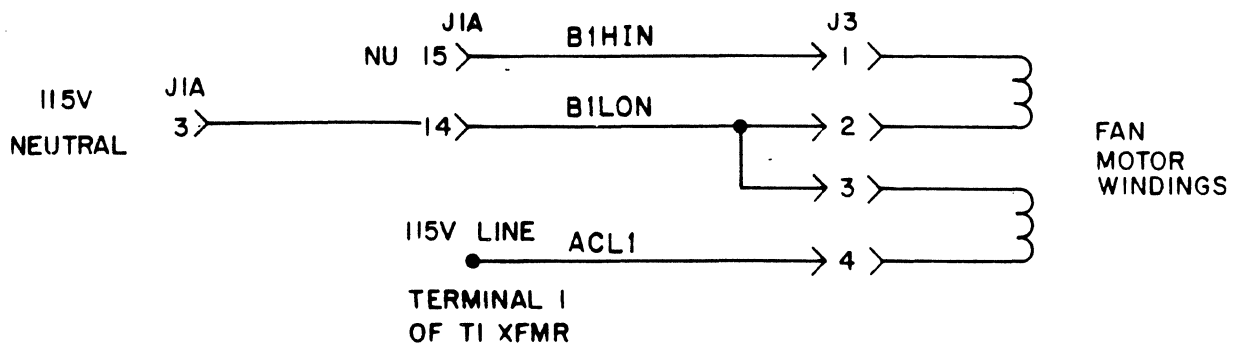 J1A
B1HIN
J3
NU 15
1
115V
NEUTRAL
J1A
3
14
B1LON
2
FAN
MOTOR
WINDINGS
3
115V LINE
ACL1
4
TERMINAL 1
OF T1 XFMR